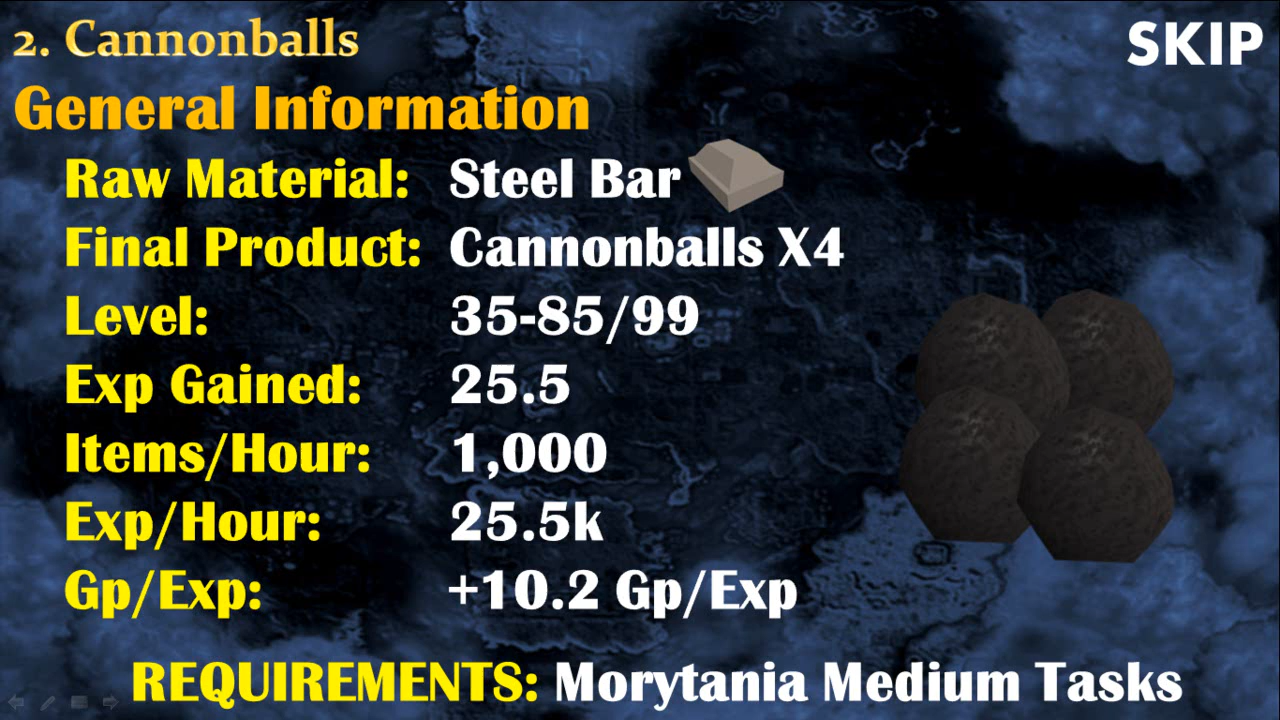 2. Cannonballs
SKIP
General Information
Raw Material: Steel Bar
Final Product: Cannonballs X4
Level: 35-85/99
Exp Gained: 25.5
Items/Hour: 1,000
Exp/Hour: 25.5k
Gp/Exp: +10.2 Gp/Exp
REQUIREMENTS: Morytania Medium Tasks